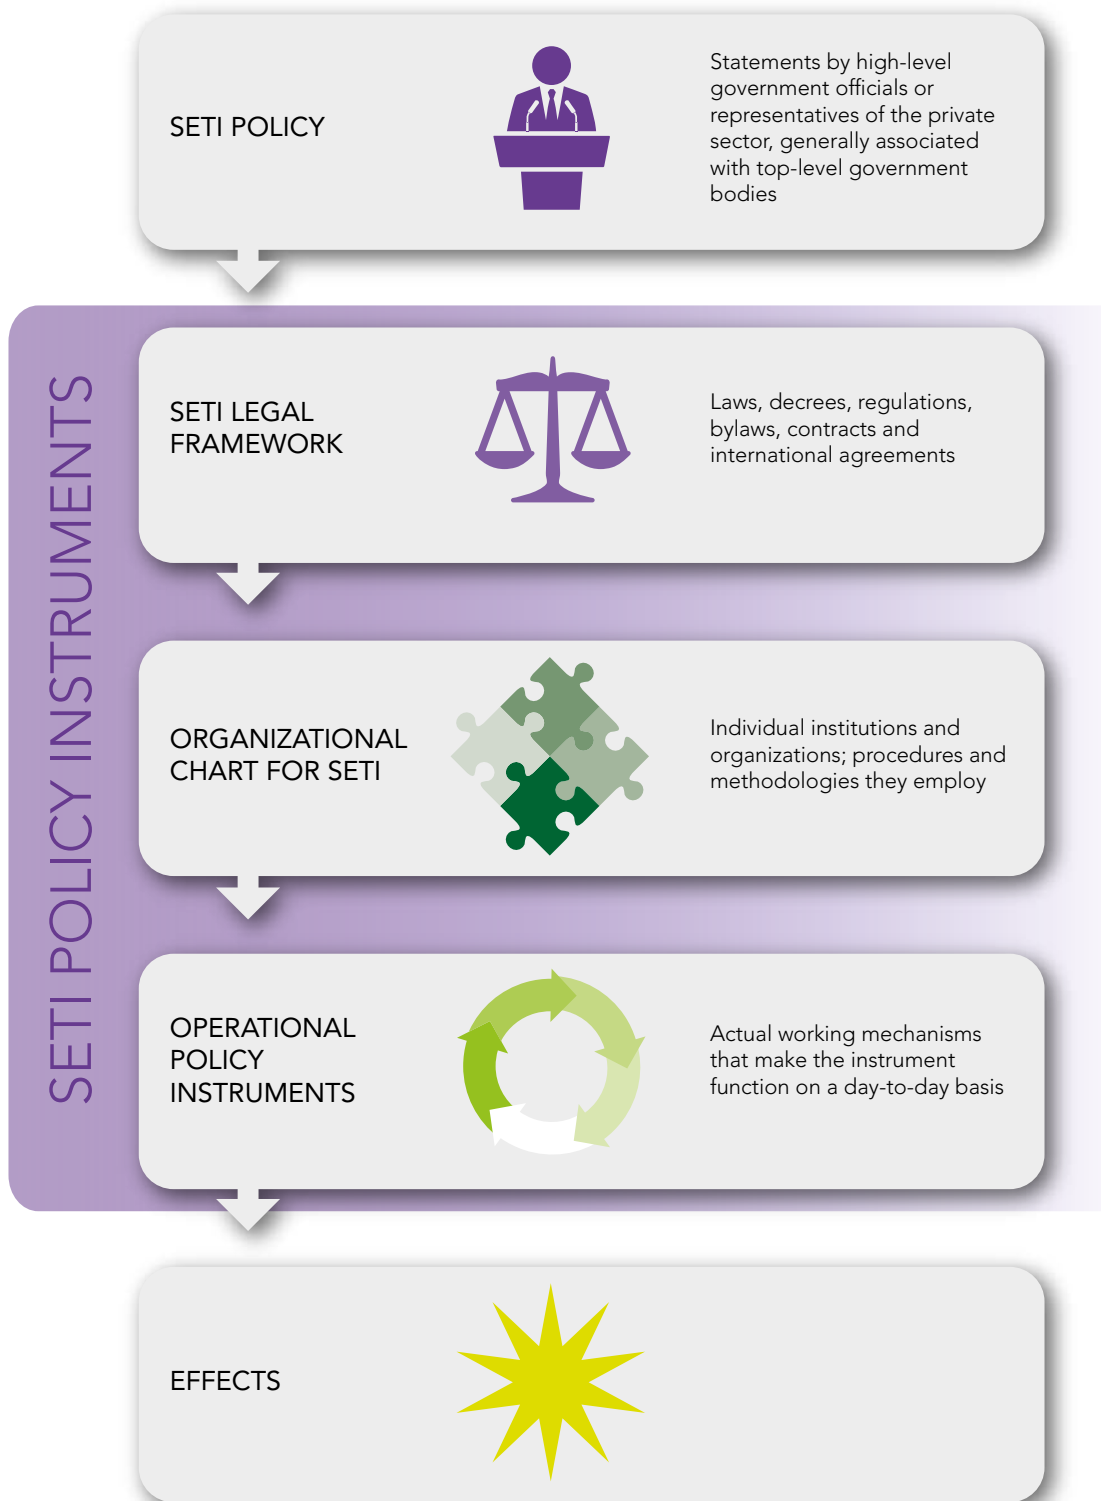 SETI POLICY
Statements by high-level
government officials or
representatives of the private
sector, generally associated
with top-level government
bodies
SETI POLICY INSTRUMENTS
SETI LEGAL
FRAMEWORK
Laws, decrees, regulations,
bylaws, contracts and
international agreements
ORGANIZATIONAL
CHART FOR SETI
Individual institutions and
organizations; procedures and
methodologies they employ
OPERATIONAL
POLICY
INSTRUMENTS
Actual working mechanisms
that make the instrument
function on a day-to-day basis
EFFECTS